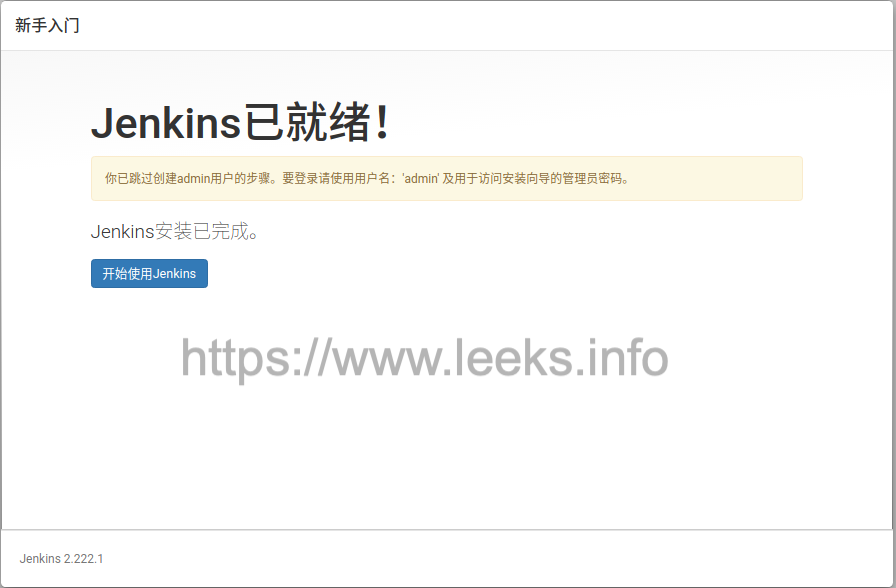 新手入门
Jenkins已就绪！
你已跳过创建admin用户的步骤。要登录请使用用户名：'admin' 及用于访问安装向导的管理员密码。
Jenkins安装已完成。
开始使用Jenkins
https://www.leeks.info
Jenkins 2.222.1